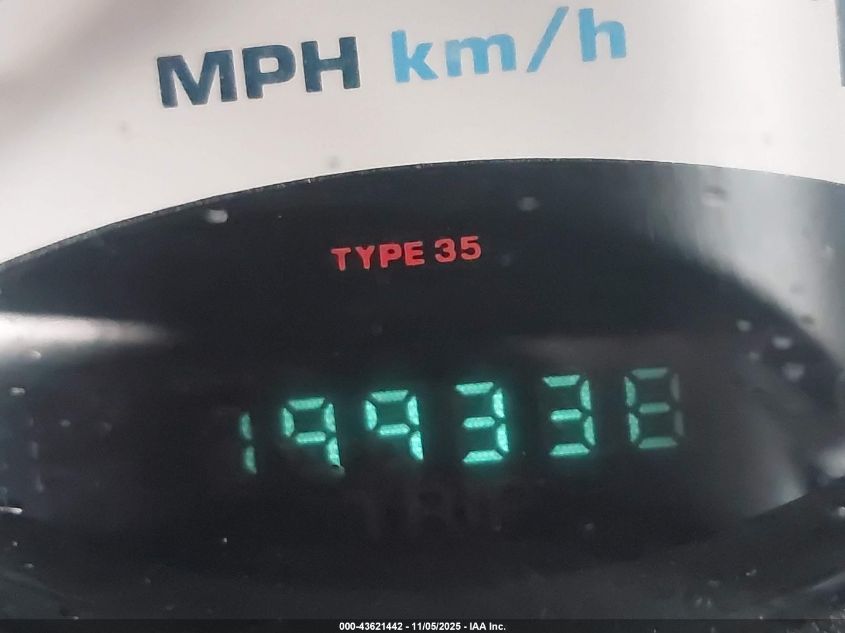 MPH km/h
TYPE 35
199338
000-43621442 - 11/05/2025 - IAA Inc.